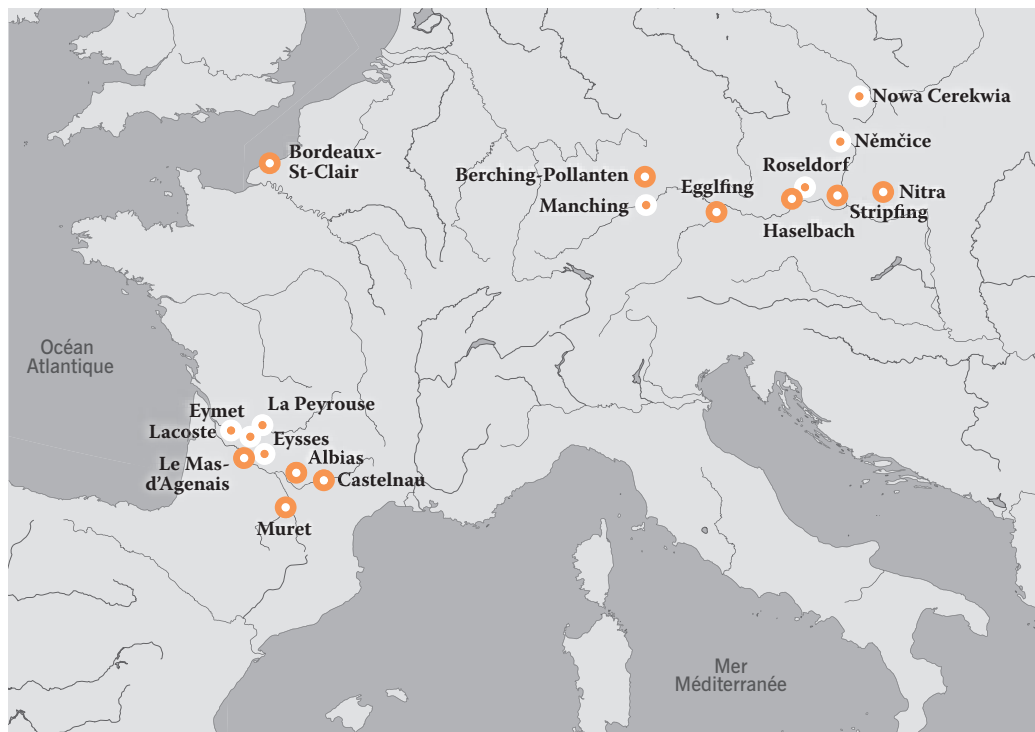 Nowa Cerekwia
Němčice
Bordeaux-
St-Clair
Roseldorf
Berching-Pollanten
Egglfing
Nitra
Manching
Stripfing
Haselbach
Océan
Atlantique
La Peyrouse
Eymet
Lacoste
Eysses
Le Mas-
d’Agenais
Albias
Castelnau
Muret
Mer
Méditerranée